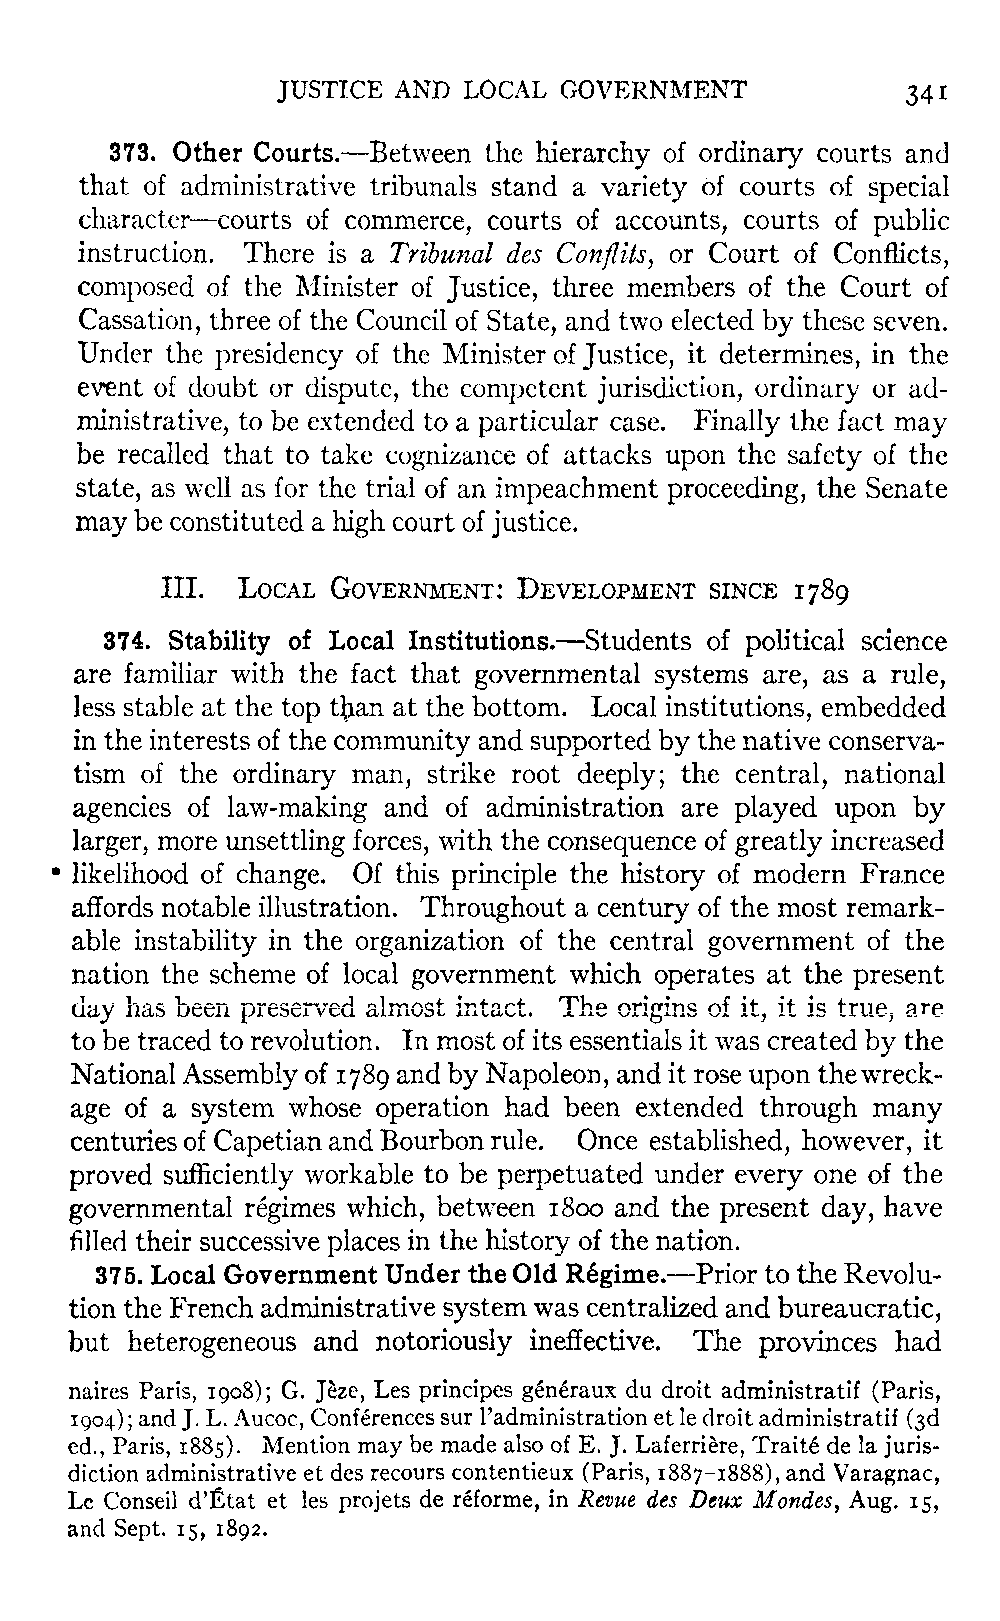 JUSTICE AND LOCAL GOVERNMENT 341
373. Other Courts.—Between the hierarchy of ordinary courts and
that of administrative tribunals stand a variety of courts of special
character—courts of commerce, courts of accounts, courts of public
instruction. There is a Tribunal des Conflits, or Court of Conflicts,
composed of the Minister of Justice, three members of the Court of
Cassation, three of the Council of State, and two elected by these seven.
Under the presidency of the Minister of Justice, it determines, in the
event of doubt or dispute, the competent jurisdiction, ordinary or ad-
ministrative, to be extended to a particular case. Finally the fact may
be recalled that to take cognizance of attacks upon the safety of the
state, as well as for the trial of an impeachment proceeding, the Senate
may be constituted a high court of justice.
III. LOCAL GOVERNMENT: DEVELOPMENT SINCE 1789
374. Stability of Local Institutions.—Students of political science
are familiar with the fact that governmental systems are, as a rule,
less stable at the top than at the bottom. Local institutions, embedded
in the interests of the community and supported by the native conserva-
tism of the ordinary man, strike root deeply; the central, national
agencies of law-making and of administration are played upon by
larger, more unsettling forces, with the consequence of greatly increased
likelihood of change. Of this principle the history of modern France
affords notable illustration. Throughout a century of the most remark-
able instability in the organization of the central government of the
nation the scheme of local government which operates at the present
day has been preserved almost intact. The origins of it, it is true, are
to be traced to revolution. In most of its essentials it was created by the
National Assembly of 1789 and by Napoleon, and it rose upon the wreck-
age of a system whose operation had been extended through many
centuries of Capetian and Bourbon rule. Once established, however, it
proved sufficiently workable to be perpetuated under every one of the
governmental régimes which, between 1800 and the present day, have
filled their successive places in the history of the nation.
375. Local Government Under the Old Régime.—Prior to the Revolu-
tion the French administrative system was centralized and bureaucratic,
but heterogeneous and notoriously ineffective. The provinces had
naires Paris, 1908); G. Jèze, Les principes généraux du droit administratif (Paris,
1904); and J. L. Aucoc, Conférences sur l'administration et le droit administratif (3d
ed., Paris, 1885). Mention may be made also of E. J. Laferrière, Traité de la juris-
diction administrative et des recours contentieux (Paris, 1887–1888), and Varagnac,
Le Conseil d'État et les projets de réforme, in Revue des Deux Mondes, Aug. 15,
and Sept. 15, 1892.